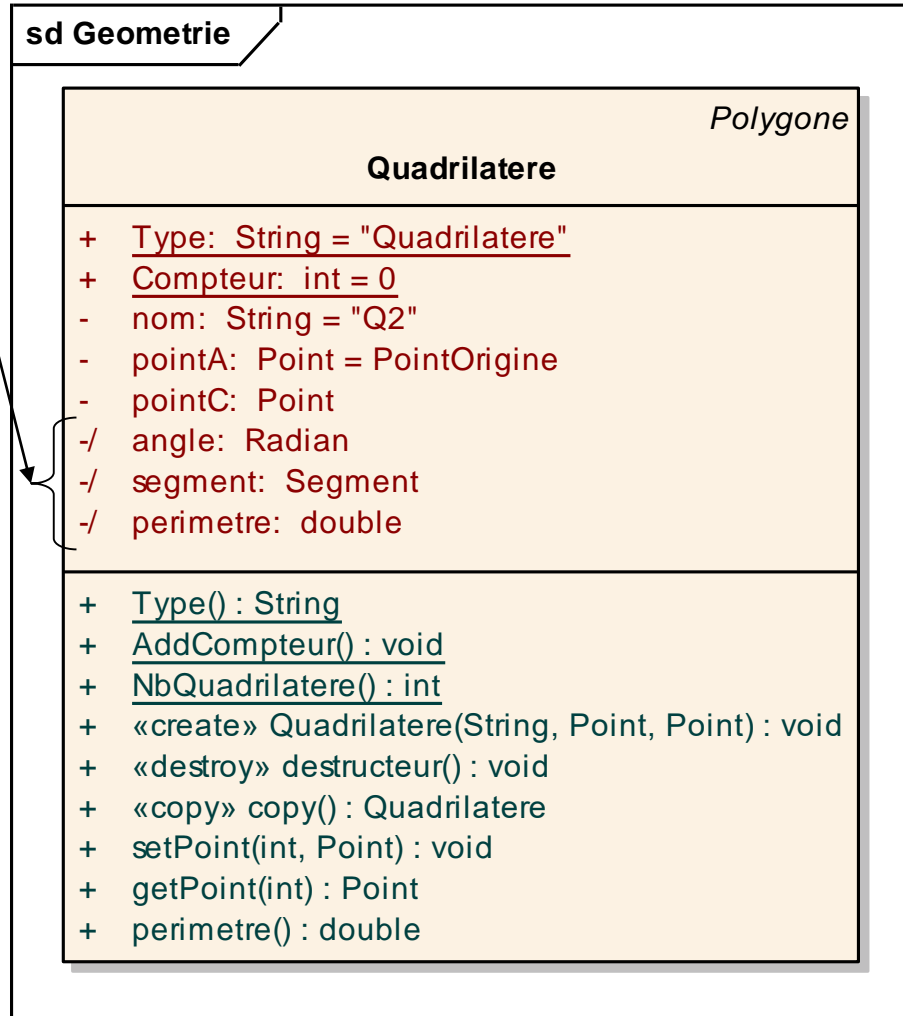 sd Geometrie
Polygone
Quadrilatere
+ Type: String = "Quadrilatere"
+ Compteur: int = 0
- nom: String = "Q2"
- pointA: Point = PointOrigine
- pointC: Point
-/ angle: Radian
-/ segment: Segment
-/ perimetre: double
+ Type() : String
+ AddCompteur() : void
+ NbQuadrilatere() : int
+ «create» Quadrilatere(String, Point, Point) : void
+ «destroy» destructeur() : void
+ «copy» copy() : Quadrilatere
+ setPoint(int, Point) : void
+ getPoint(int) : Point
+ perimetre() : double